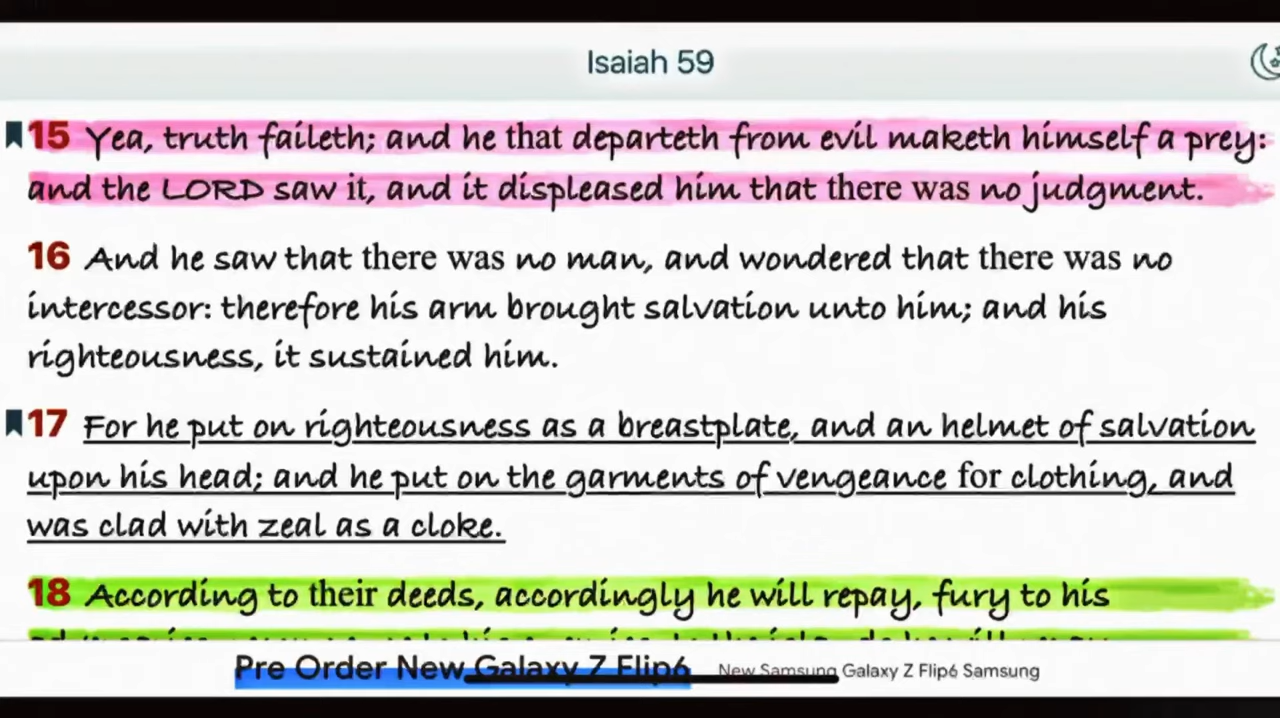 Isaiah 59
15 Yea, truth faileth; and he that departeth from evil maketh himself a prey:
and the LORD saw it, and it displeased him that there was no judgment.
16 And he saw that there was no man, and wondered that there was no
intercessor: therefore his arm brought salvation unto him; and his
righteousness, it sustained him.
17 For he put on righteousness as a breastplate, and an helmet of salvation
upon his head; and he put on the garments of vengeance for clothing, and
was clad with zeal as a cloke.
18 According to their deeds, accordingly he will repay, fury to his
Pre Order New Galaxy Z Flip6 New Samsung Galaxy Z Flip6 Samsung